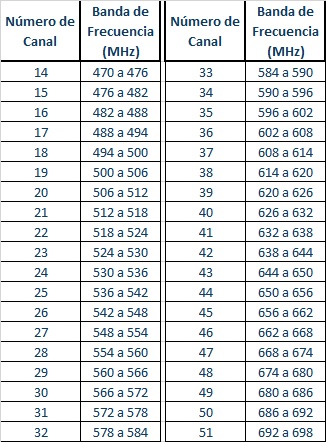 Número de Canal Banda de Frecuencia (MHz) Número de Canal Banda de Frecuencia (MHz)
14 470 a 476 33 584 a 590
15 476 a 482 34 590 a 596
16 482 a 488 35 596 a 602
17 488 a 494 36 602 a 608
18 494 a 500 37 608 a 614
19 500 a 506 38 614 a 620
20 506 a 512 39 620 a 626
21 512 a 518 40 626 a 632
22 518 a 524 41 632 a 638
23 524 a 530 42 638 a 644
24 530 a 536 43 644 a 650
25 536 a 542 44 650 a 656
26 542 a 548 45 656 a 662
27 548 a 554 46 662 a 668
28 554 a 560 47 668 a 674
29 560 a 566 48 674 a 680
30 566 a 572 49 680 a 686
31 572 a 578 50 686 a 692
32 578 a 584 51 692 a 698